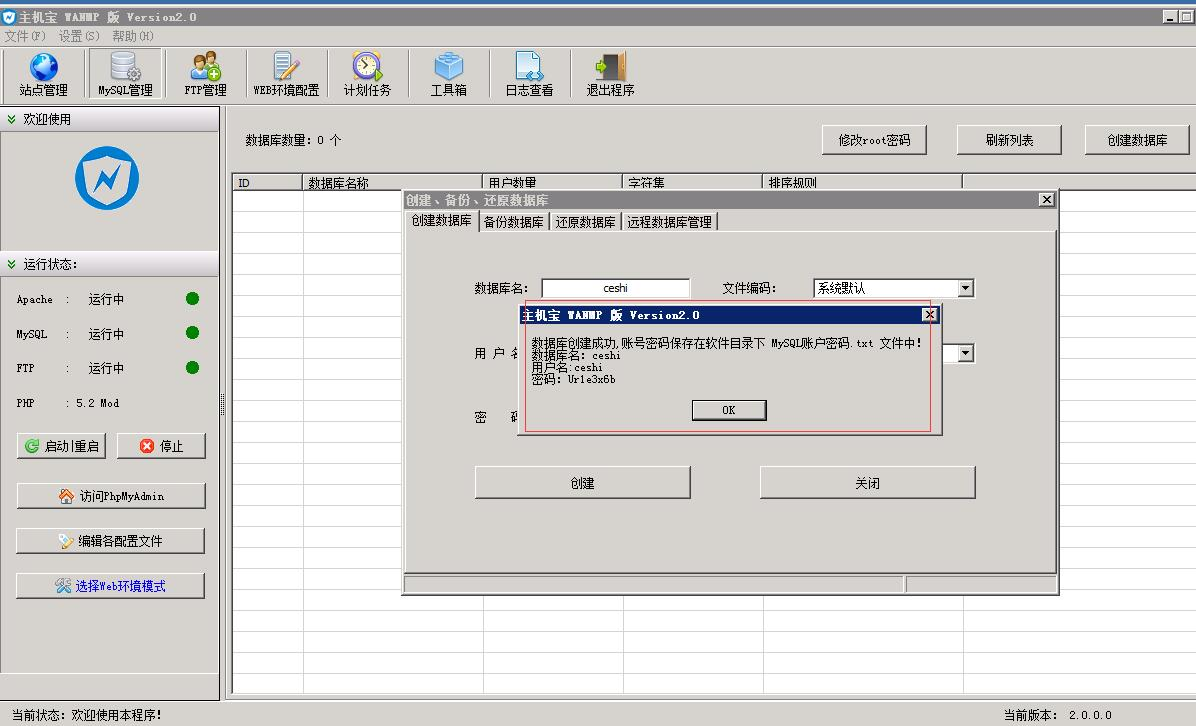 主机宝 WANMP 版 Version2.0
文件(F) 设置(S) 帮助(H)
站点管理 MySQL管理 FTP管理 WEB环境配置 计划任务 工具箱 日志查看 退出程序
欢迎使用
数据库数量: 0 个 修改root密码 刷新列表 创建数据库
ID 数据库名称 用户数量 字符集 排序规则
创建、备份、还原数据库
创建数据库 备份数据库 还原数据库 远程数据库管理
数据库名: ceshi 文件编码: 系统默认
主机宝 WANMP 版 Version2.0
数据库创建成功,账号密码保存在软件目录下 MySQL账户密码.txt 文件中!
数据库名: ceshi
用户名:ceshi
密码: Ur1e3x6b
OK
用 户
密
创建 关闭
运行状态:
Apache : 运行中
MySQL : 运行中
FTP : 运行中
PHP : 5.2 Mod
启动|重启 停止
访问PhpMyAdmin
编辑各配置文件
选择Web环境模式
当前状态: 欢迎使用本程序! 当前版本: 2.0.0.0